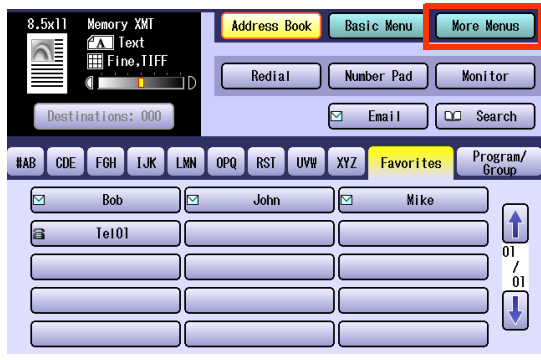 8.5x11 Memory XMT
A Text
Fine,TIFF
D
Destinations: 000
Address Book
Basic Menu
More Menus
Redial
Number Pad
Monitor
Email
Search
#AB
CDE
FGH
IJK
LMN
OPQ
RST
UVW
XYZ
Favorites
Program/
Group
Bob
John
Mike
Tel01
01
/
01